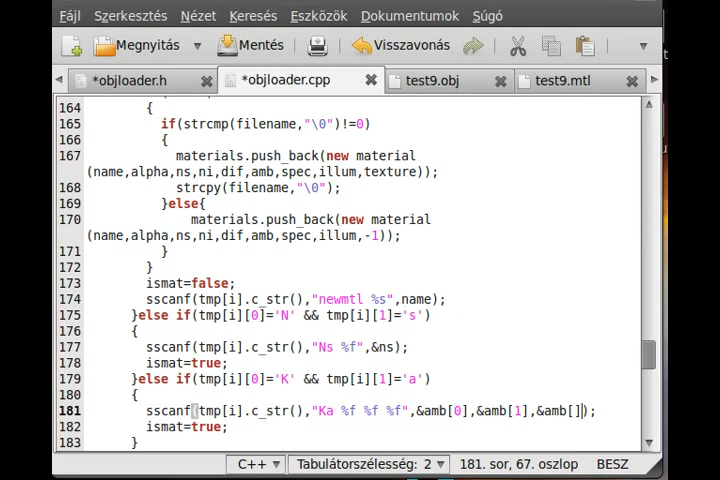 Fájl Szerkesztés Nézet Keresés Eszközök Dokumentumok Súgó
Megnyitás Mentés Visszavonás
*objloader.h *objloader.cpp test9.obj test9.mtl
164 {
165 if(strcmp(filename,"\0")!=0)
166 {
167 materials.push_back(new material
(name,alpha,ns,ni,dif,amb,spec,illum,texture));
168 strcpy(filename,"\0");
169 }else{
170 materials.push_back(new material
(name,alpha,ns,ni,dif,amb,spec,illum,-1));
171 }
172 }
173 ismat=false;
174 sscanf(tmp[i].c_str(),"newmtl %s",name);
175 }else if(tmp[i][0]='N' && tmp[i][1]='s')
176 {
177 sscanf(tmp[i].c_str(),"Ns %f",&ns);
178 ismat=true;
179 }else if(tmp[i][0]='K' && tmp[i][1]='a')
180 {
181 sscanf(tmp[i].c_str(),"Ka %f %f %f",&amb[0],&amb[1],&amb[]);
182 ismat=true;
183 }
C++ Tabulátorszélesség: 2 181. sor, 67. oszlop BESZ